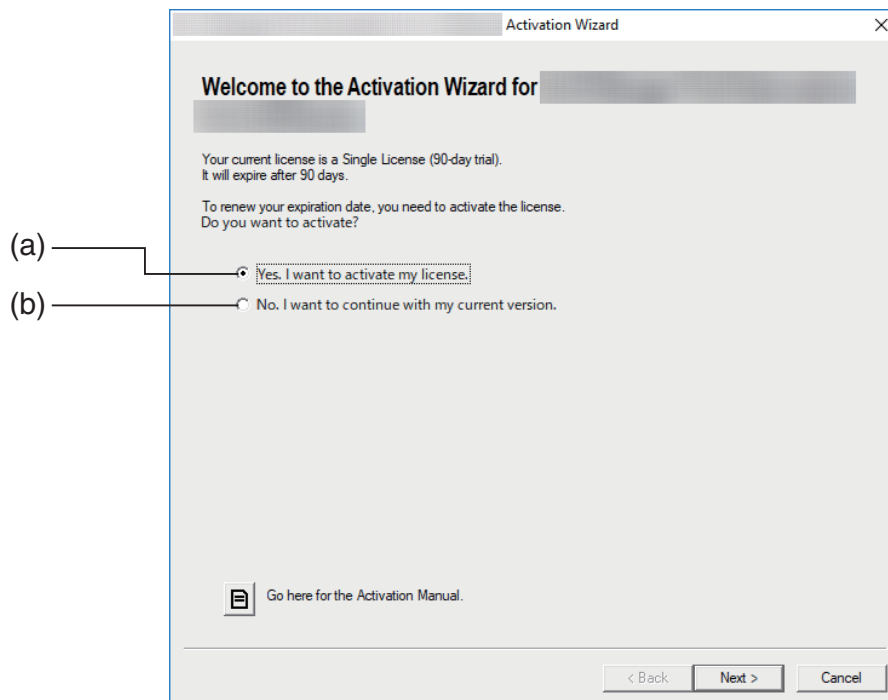 Activation Wizard
Welcome to the Activation Wizard for
Your current license is a Single License (90-day trial).
It will expire after 90 days.
To renew your expiration date, you need to activate the license.
Do you want to activate?
(a)
Yes. I want to activate my license.
(b)
No. I want to continue with my current version.
Go here for the Activation Manual.
< Back
Next >
Cancel